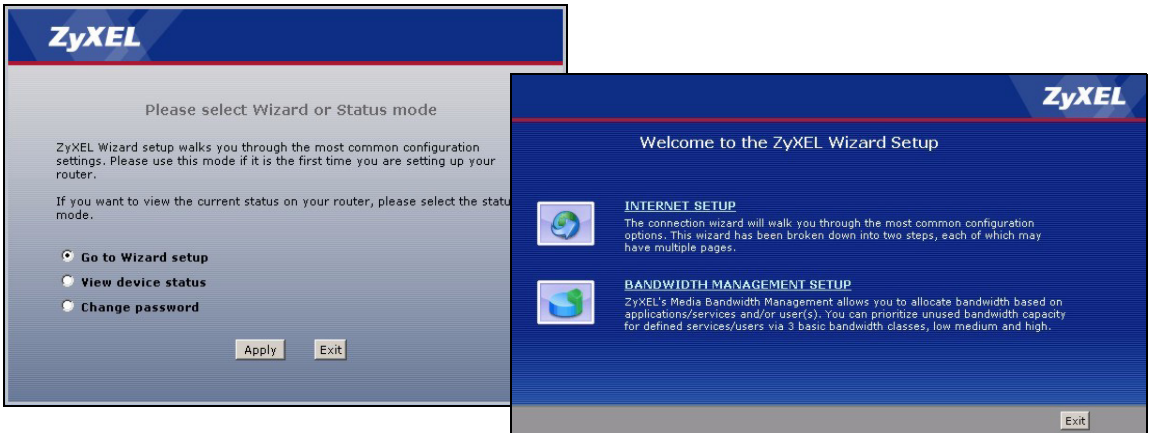 ZyXEL
Please select Wizard or Status mode
ZyXEL Wizard setup walks you through the most common configuration
settings. Please use this mode if it is the first time you are setting up your
router.
If you want to view the current status on your router, please select the statu
mode.
Go to Wizard setup
View device status
Change password
Apply
Exit
ZyXEL
Welcome to the ZyXEL Wizard Setup
INTERNET SETUP
The connection wizard will walk you through the most common configuration
options. This wizard has been broken down into two steps, each of which may
have multiple pages.
BANDWIDTH MANAGEMENT SETUP
ZyXEL's Media Bandwidth Management allows you to allocate bandwidth based on
applications/services and/or user(s). You can prioritize unused bandwidth capacity
for defined services/users via 3 basic bandwidth classes, low medium and high.
Exit